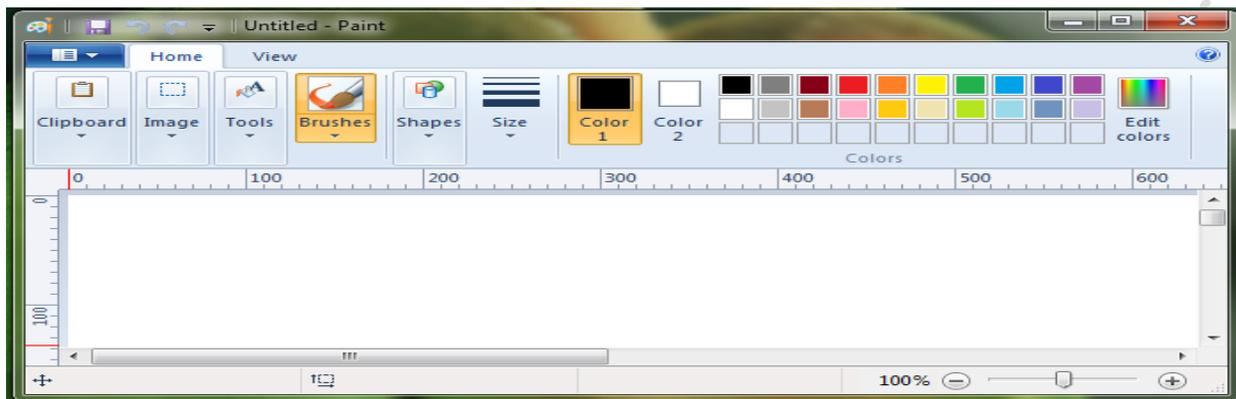 Untitled - Paint
Home View
Clipboard Image Tools Brushes Shapes Size Color 1 Color 2 Edit colors
Colors
0 100 200 300 400 500 600
0
100
100%